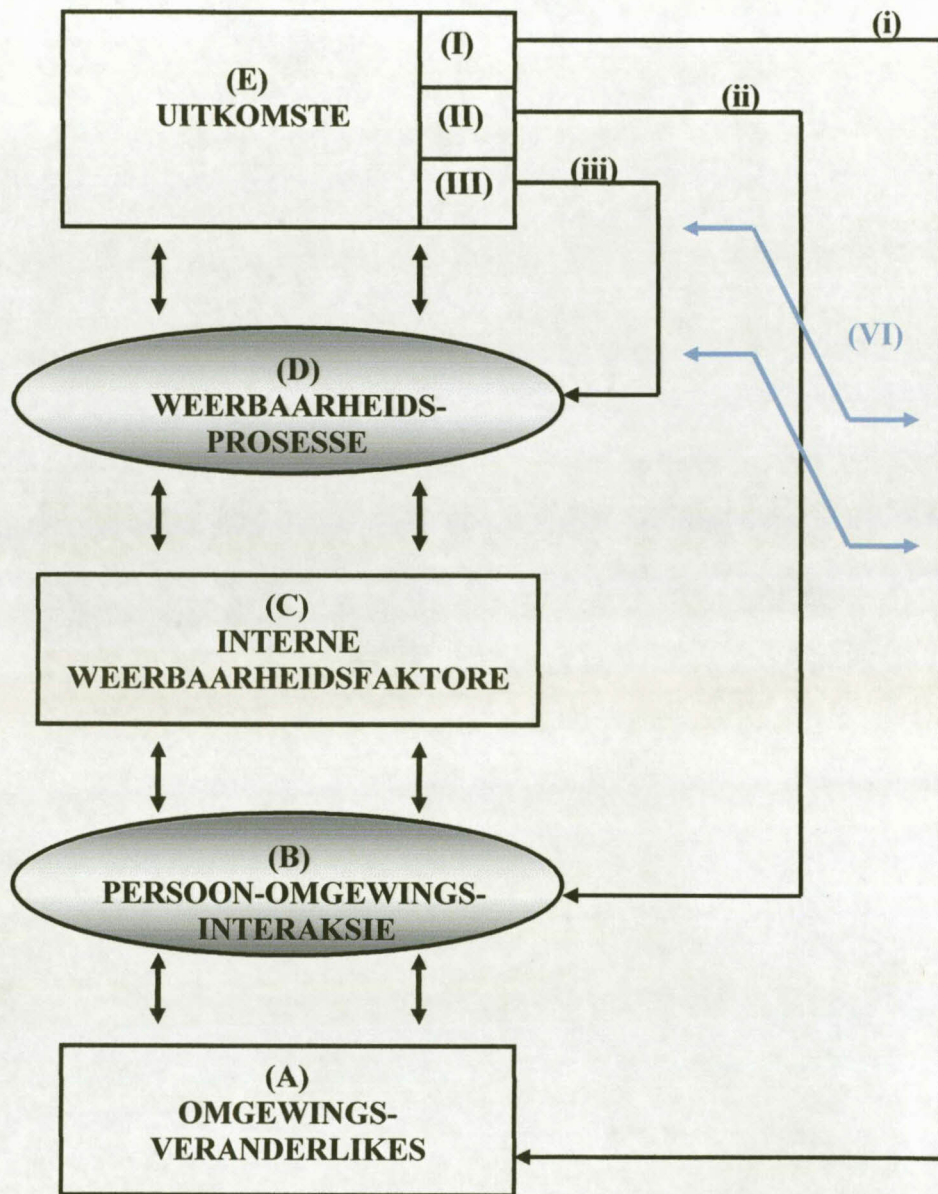 (i)
(I)
(E)
UITKOMSTE
(ii)
(II)
(iii)
(III)
(VI)
(D)
WEERBAARHEIDS-
PROSESSE
(C)
INTERNE
WEERBAARHEIDSFAKTORE
(B)
PERSOON-OMGEWINGS-
INTERAKSIE
(A)
OMGEWINGS-
VERANDERLIKES